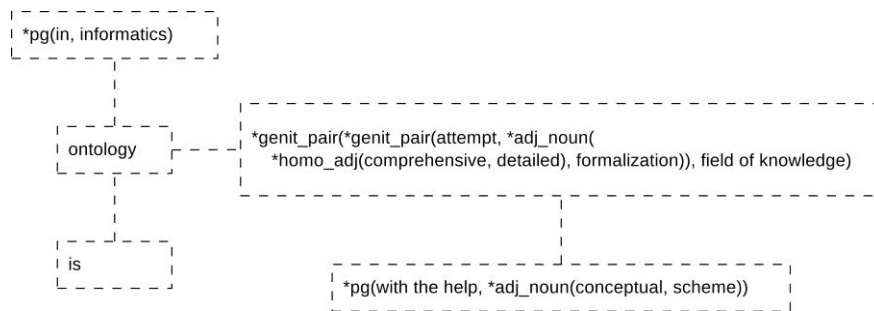 *pg(in, informatics)
ontology
*genit_pair(*genit_pair(attempt, *adj_noun(
*homo_adj(comprehensive, detailed), formalization)), field of knowledge)
is
*pg(with the help, *adj_noun(conceptual, scheme))